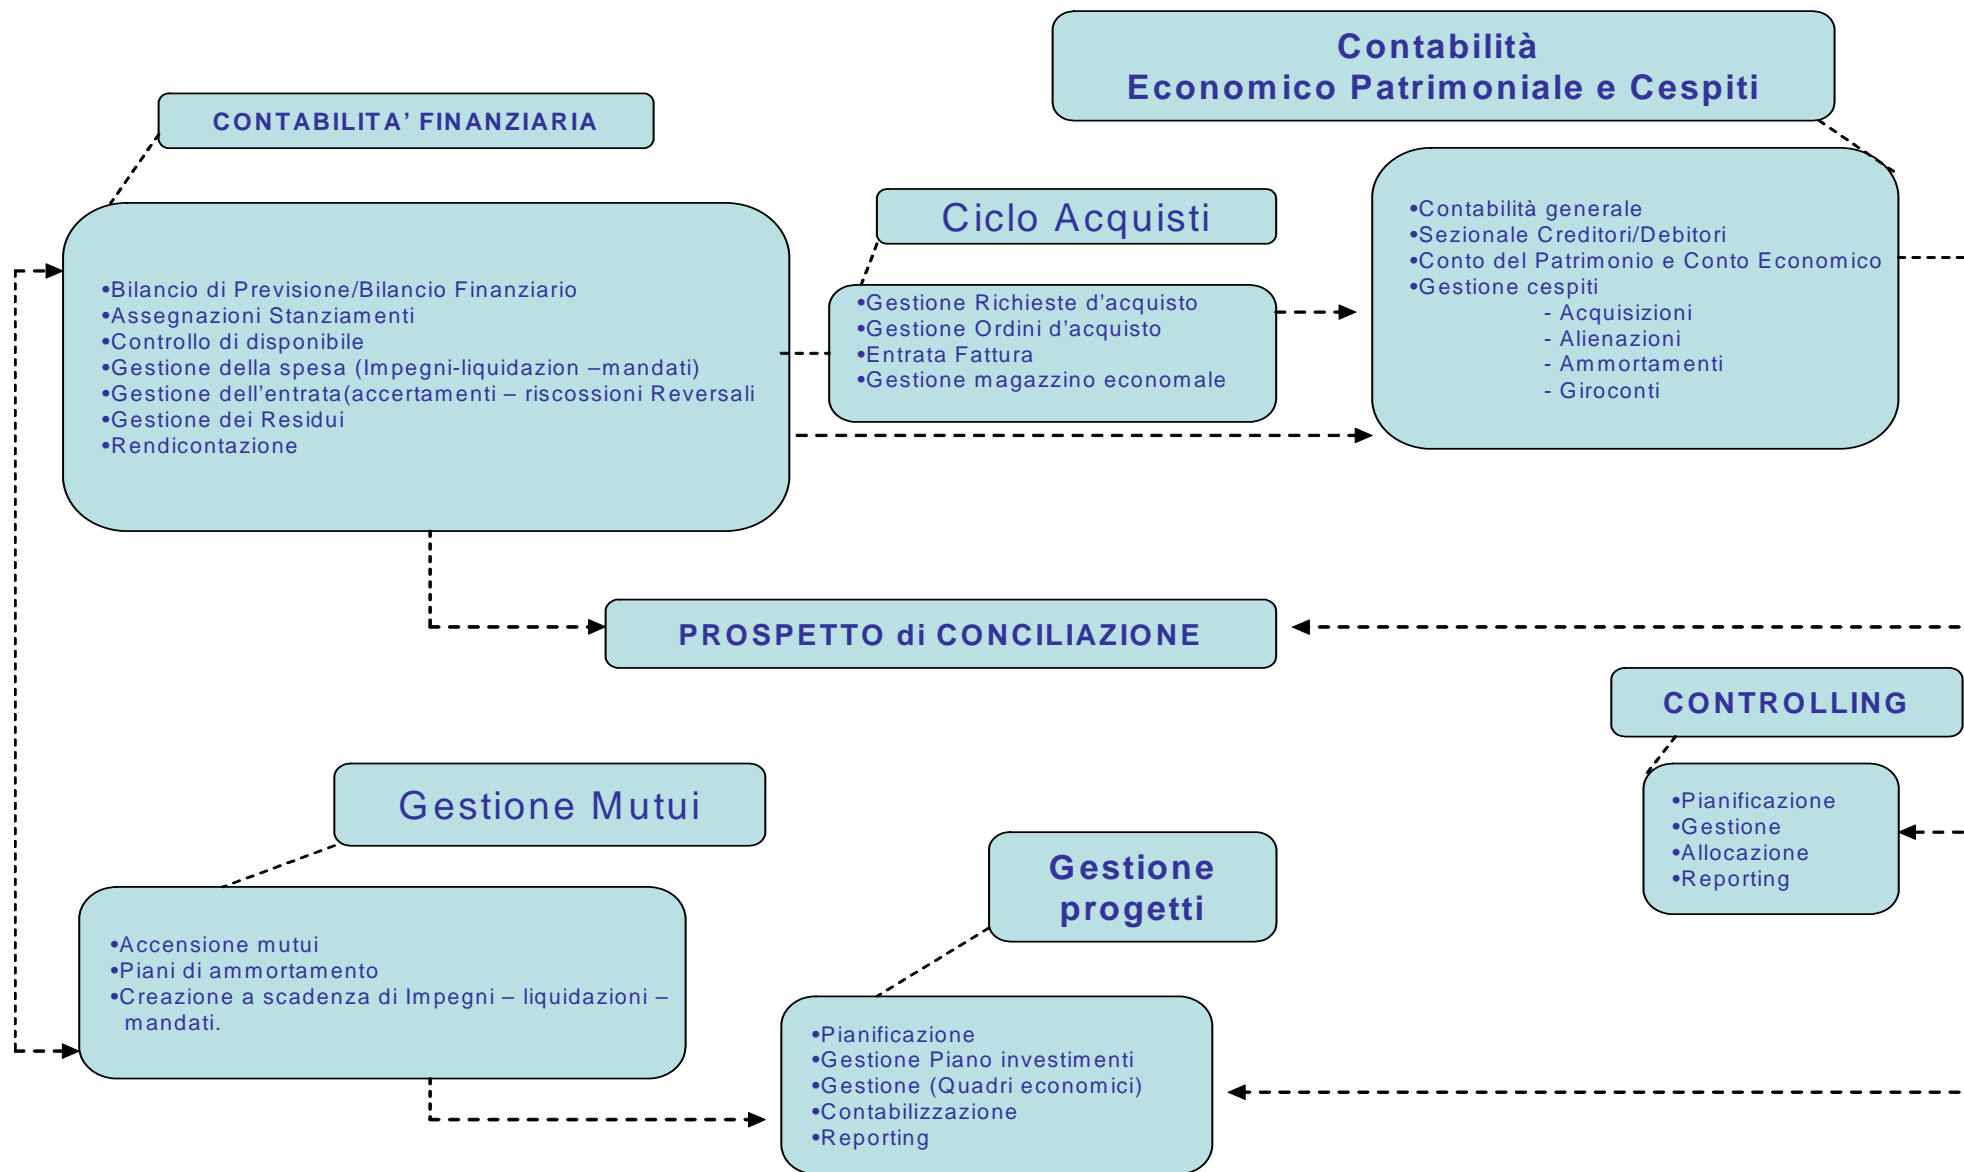 Contabilità
Economico Patrimoniale e Cespiti
CONTABILITA’ FINANZIARIA
•Bilancio di Previsione/Bilancio Finanziario
•Assegnazioni Stanziamenti
•Controllo di disponibile
•Gestione della spesa (Impegni-liquidazion –mandati)
•Gestione dell’entrata(accertamenti – riscossioni Reversali
•Gestione dei Residui
•Rendicontazione
Ciclo Acquisti
•Gestione Richieste d’acquisto
•Gestione Ordini d’acquisto
•Entrata Fattura
•Gestione magazzino economale
•Contabilità generale
•Sezionale Creditori/Debitori
•Conto del Patrimonio e Conto Economico
•Gestione cespiti
- Acquisizioni
- Alienazioni
- Ammortamenti
- Giroconti
PROSPETTO di CONCILIAZIONE
CONTROLLING
•Pianificazione
•Gestione
•Allocazione
•Reporting
Gestione Mutui
•Accensione mutui
•Piani di ammortamento
•Creazione a scadenza di Impegni – liquidazioni –
mandati.
Gestione
progetti
•Pianificazione
•Gestione Piano investimenti
•Gestione (Quadri economici)
•Contabilizzazione
•Reporting